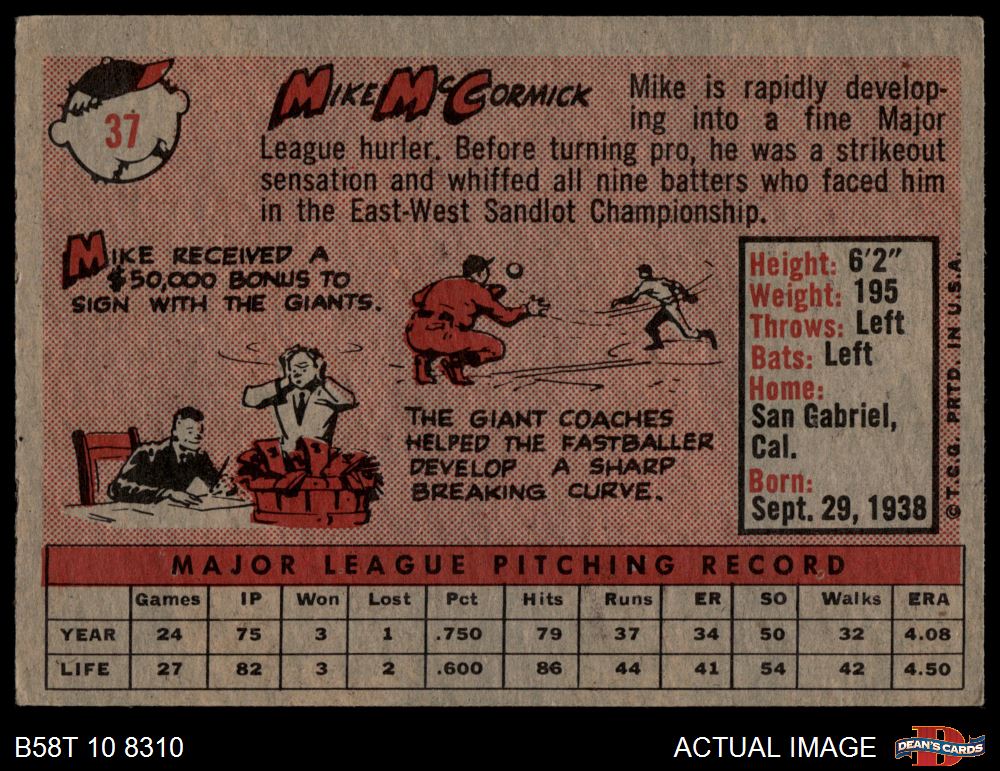 37
MIKE McCORMICK
Mike is rapidly develop-
ing into a fine Major
League hurler. Before turning pro, he was a strikeout
sensation and whiffed all nine batters who faced him
in the East-West Sandlot Championship.
MIKE RECEIVED A
$50,000 BONUS TO
SIGN WITH THE GIANTS.
THE GIANT COACHES
HELPED THE FASTBALLER
DEVELOP A SHARP
BREAKING CURVE.
Height: 6'2"
Weight: 195
Throws: Left
Bats: Left
Home:
San Gabriel,
Cal.
Born:
Sept. 29, 1938
© T.C.G. PRTD. IN U.S.A.
MAJOR LEAGUE PITCHING RECORD
Games IP Won Lost Pct Hits Runs ER SO Walks ERA
YEAR 24 75 3 1 .750 79 37 34 50 32 4.08
LIFE 27 82 3 2 .600 86 44 41 54 42 4.50
B58T 10 8310
ACTUAL IMAGE
D
DEAN'S CARDS